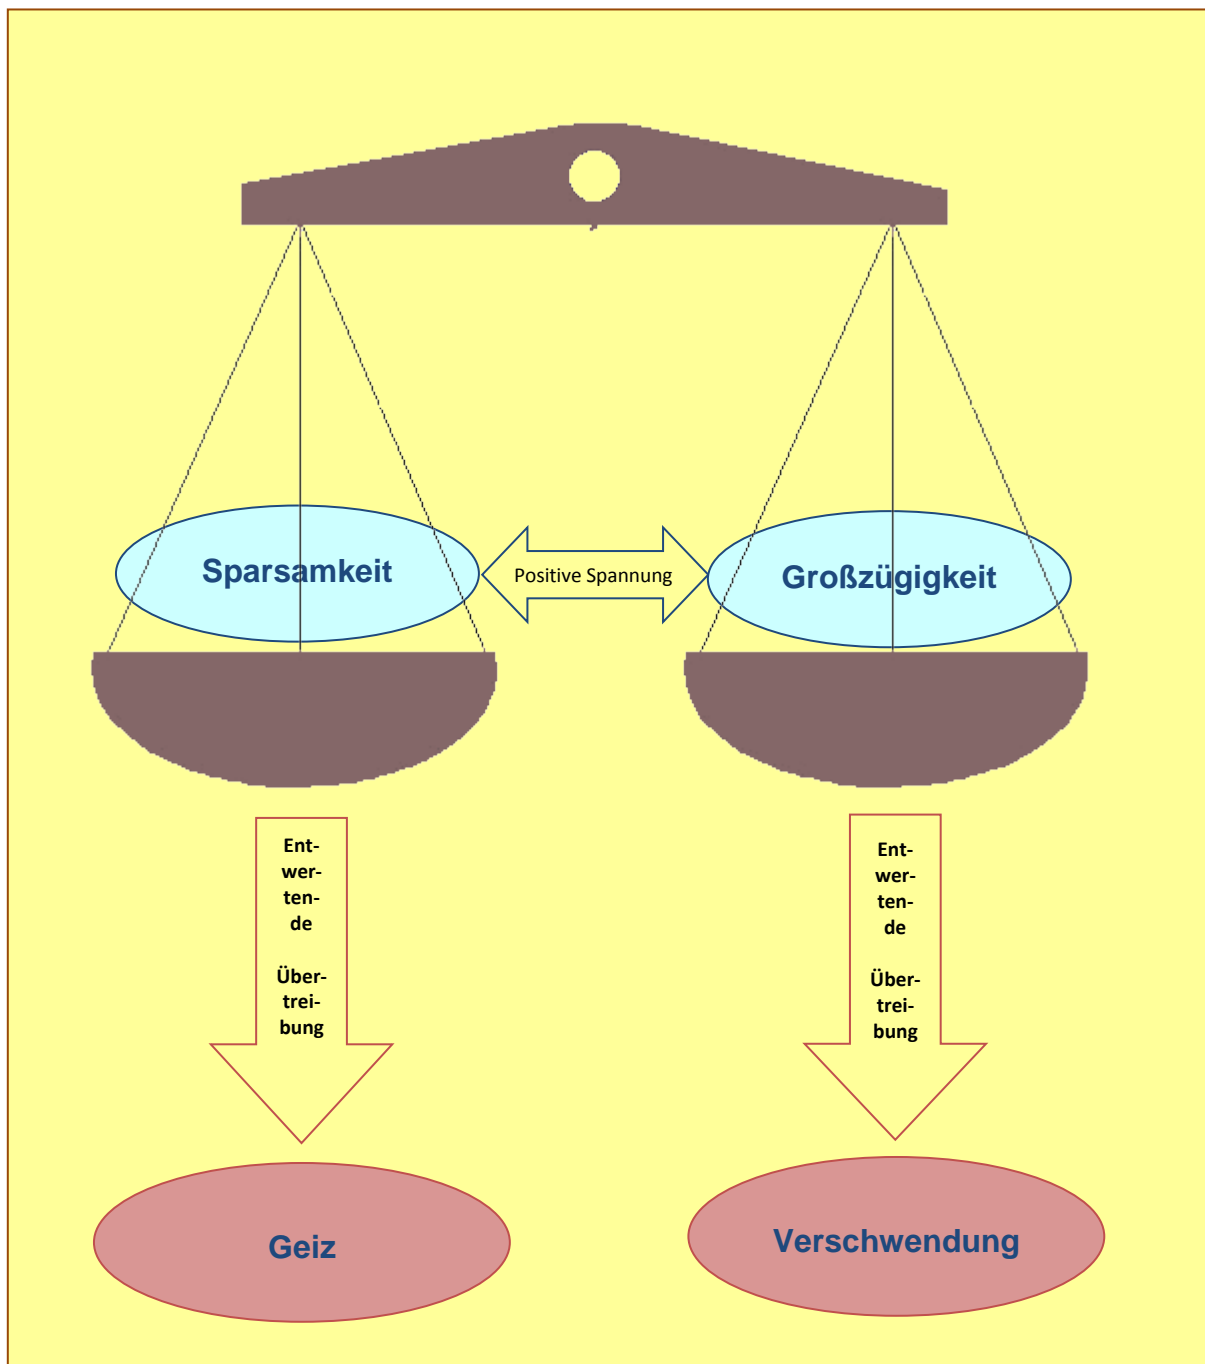 Sparsamkeit
Positive Spannung
Großzügigkeit
Ent-
wer-
ten-
de
Über-
trei-
bung
Ent-
wer-
ten-
de
Über-
trei-
bung
Geiz
Verschwendung